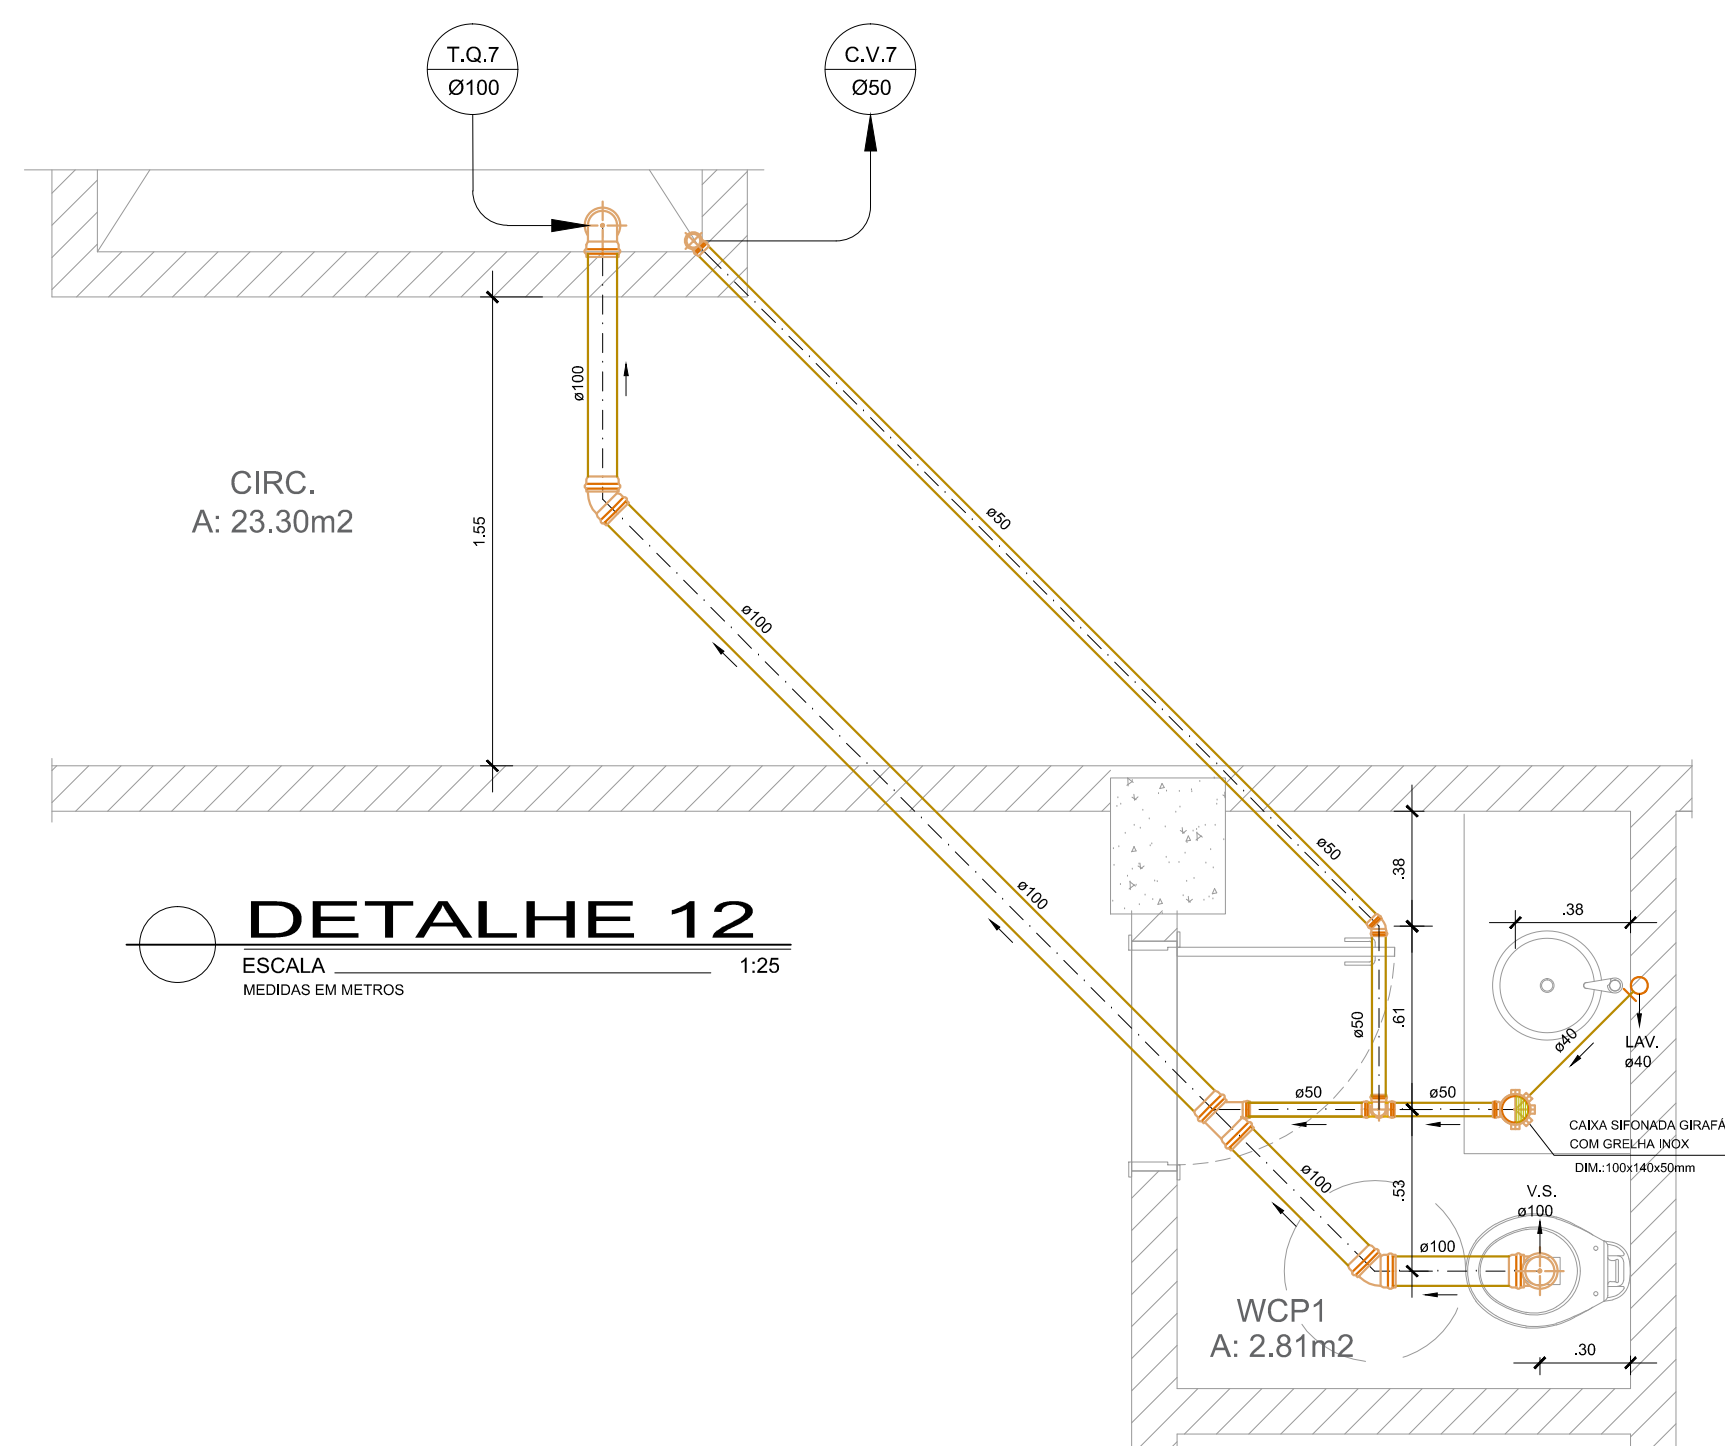 T.Q.7
Ø100
C.V.7
Ø50
ø100
CIRC.
A: 23.30m2
1.55
ø50
ø100
ø50
.38
ø100
.38
DETALHE 12
ESCALA 1:25
MEDIDAS EM METROS
ø50
.61
ø40
LAV.
ø40
ø50
ø50
CAIXA SIFONADA GIRAFÁ
COM GRELHA INOX
DIM.:100x140x50mm
ø100
.53
V.S.
ø100
ø100
WCP1
A: 2.81m2
.30